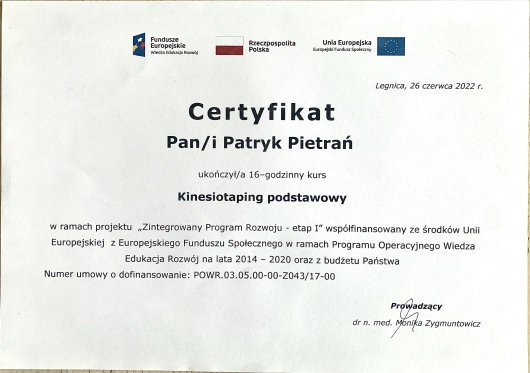 Fundusze
Europejskie
Wiedza Edukacja Rozwój
Rzeczpospolita
Polska
Unia Europejska
Europejski Fundusz Społeczny
Legnica, 26 czerwca 2022 r.
Certyfikat
Pan/i Patryk Pietrań
ukończył/a 16–godzinny kurs
Kinesiotaping podstawowy
w ramach projektu „Zintegrowany Program Rozwoju - etap I" współfinansowany ze środków Unii
Europejskiej z Europejskiego Funduszu Społecznego w ramach Programu Operacyjnego Wiedza
Edukacja Rozwój na lata 2014 – 2020 oraz z budżetu Państwa
Numer umowy o dofinansowanie: POWR.03.05.00-00-Z043/17-00
Prowadzący
dr n. med. Monika Zygmuntowicz